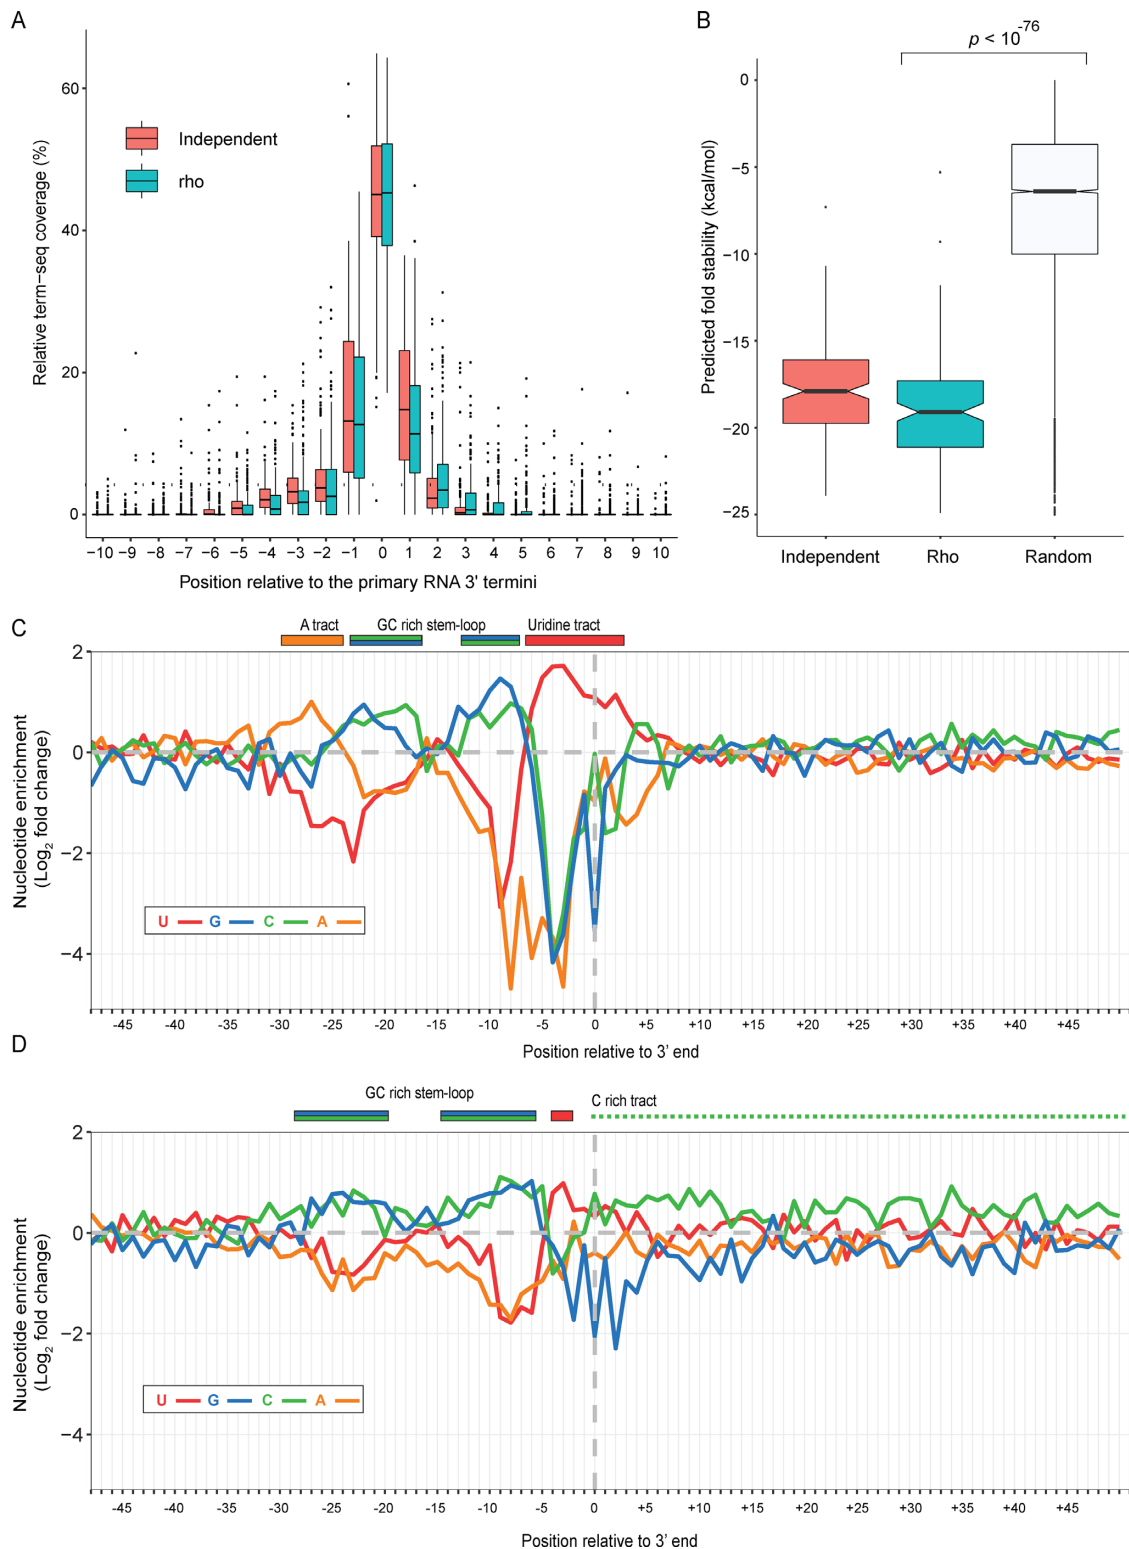 A
B
p < 10-76
60
40
20
0
Relative term−seq coverage (%)
Independent
rho
−10 −9 −8 −7 −6 −5 −4 −3 −2 −1 0 1 2 3 4 5 6 7 8 9 10
Position relative to the primary RNA 3' termini
0
−5
−10
−15
−20
−25
Predicted fold stability (kcal/mol)
Independent Rho Random
C
A tract GC rich stem-loop Uridine tract
2
0
−2
−4
Nucleotide enrichment
(Log2 fold change)
U G C A
-45 -40 -35 -30 -25 -20 -15 -10 -5 0 +5 +10 +15 +20 +25 +30 +35 +40 +45
Position relative to 3’ end
D
GC rich stem-loop C rich tract
2
0
−2
−4
Nucleotide enrichment
(Log2 fold change)
U G C A
-45 -40 -35 -30 -25 -20 -15 -10 -5 0 +5 +10 +15 +20 +25 +30 +35 +40 +45
Position relative to 3’ end